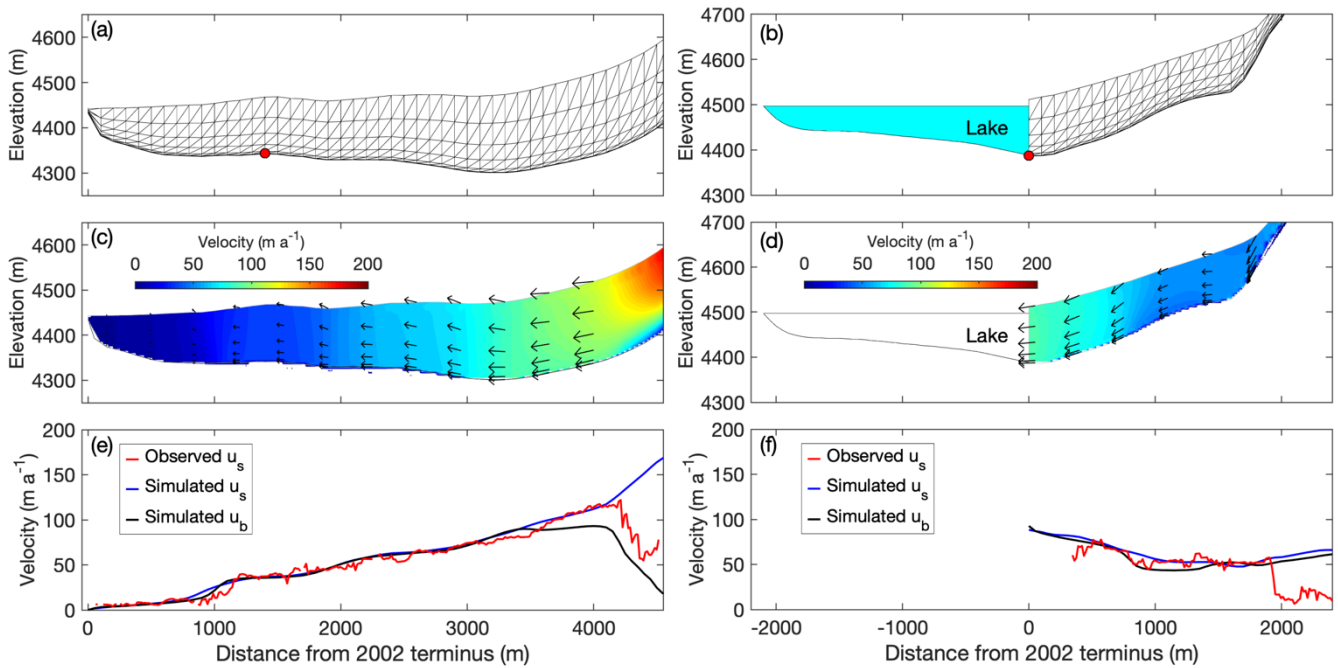 (a)
Elevation (m)
4600
4500
4400
4300
(b)
Elevation (m)
4700
4600
4500
4400
4300
Lake
(c)
Velocity (m a⁻¹)
0 50 100 150 200
Elevation (m)
4600
4500
4400
4300
(d)
Velocity (m a⁻¹)
0 50 100 150 200
Elevation (m)
4700
4600
4500
4400
4300
Lake
(e)
Observed uₛ
Simulated uₛ
Simulated u_b
Velocity (m a⁻¹)
200
150
100
50
0
0 1000 2000 3000 4000
Distance from 2002 terminus (m)
(f)
Observed uₛ
Simulated uₛ
Simulated u_b
Velocity (m a⁻¹)
200
150
100
50
0
-2000 -1000 0 1000 2000
Distance from 2002 terminus (m)